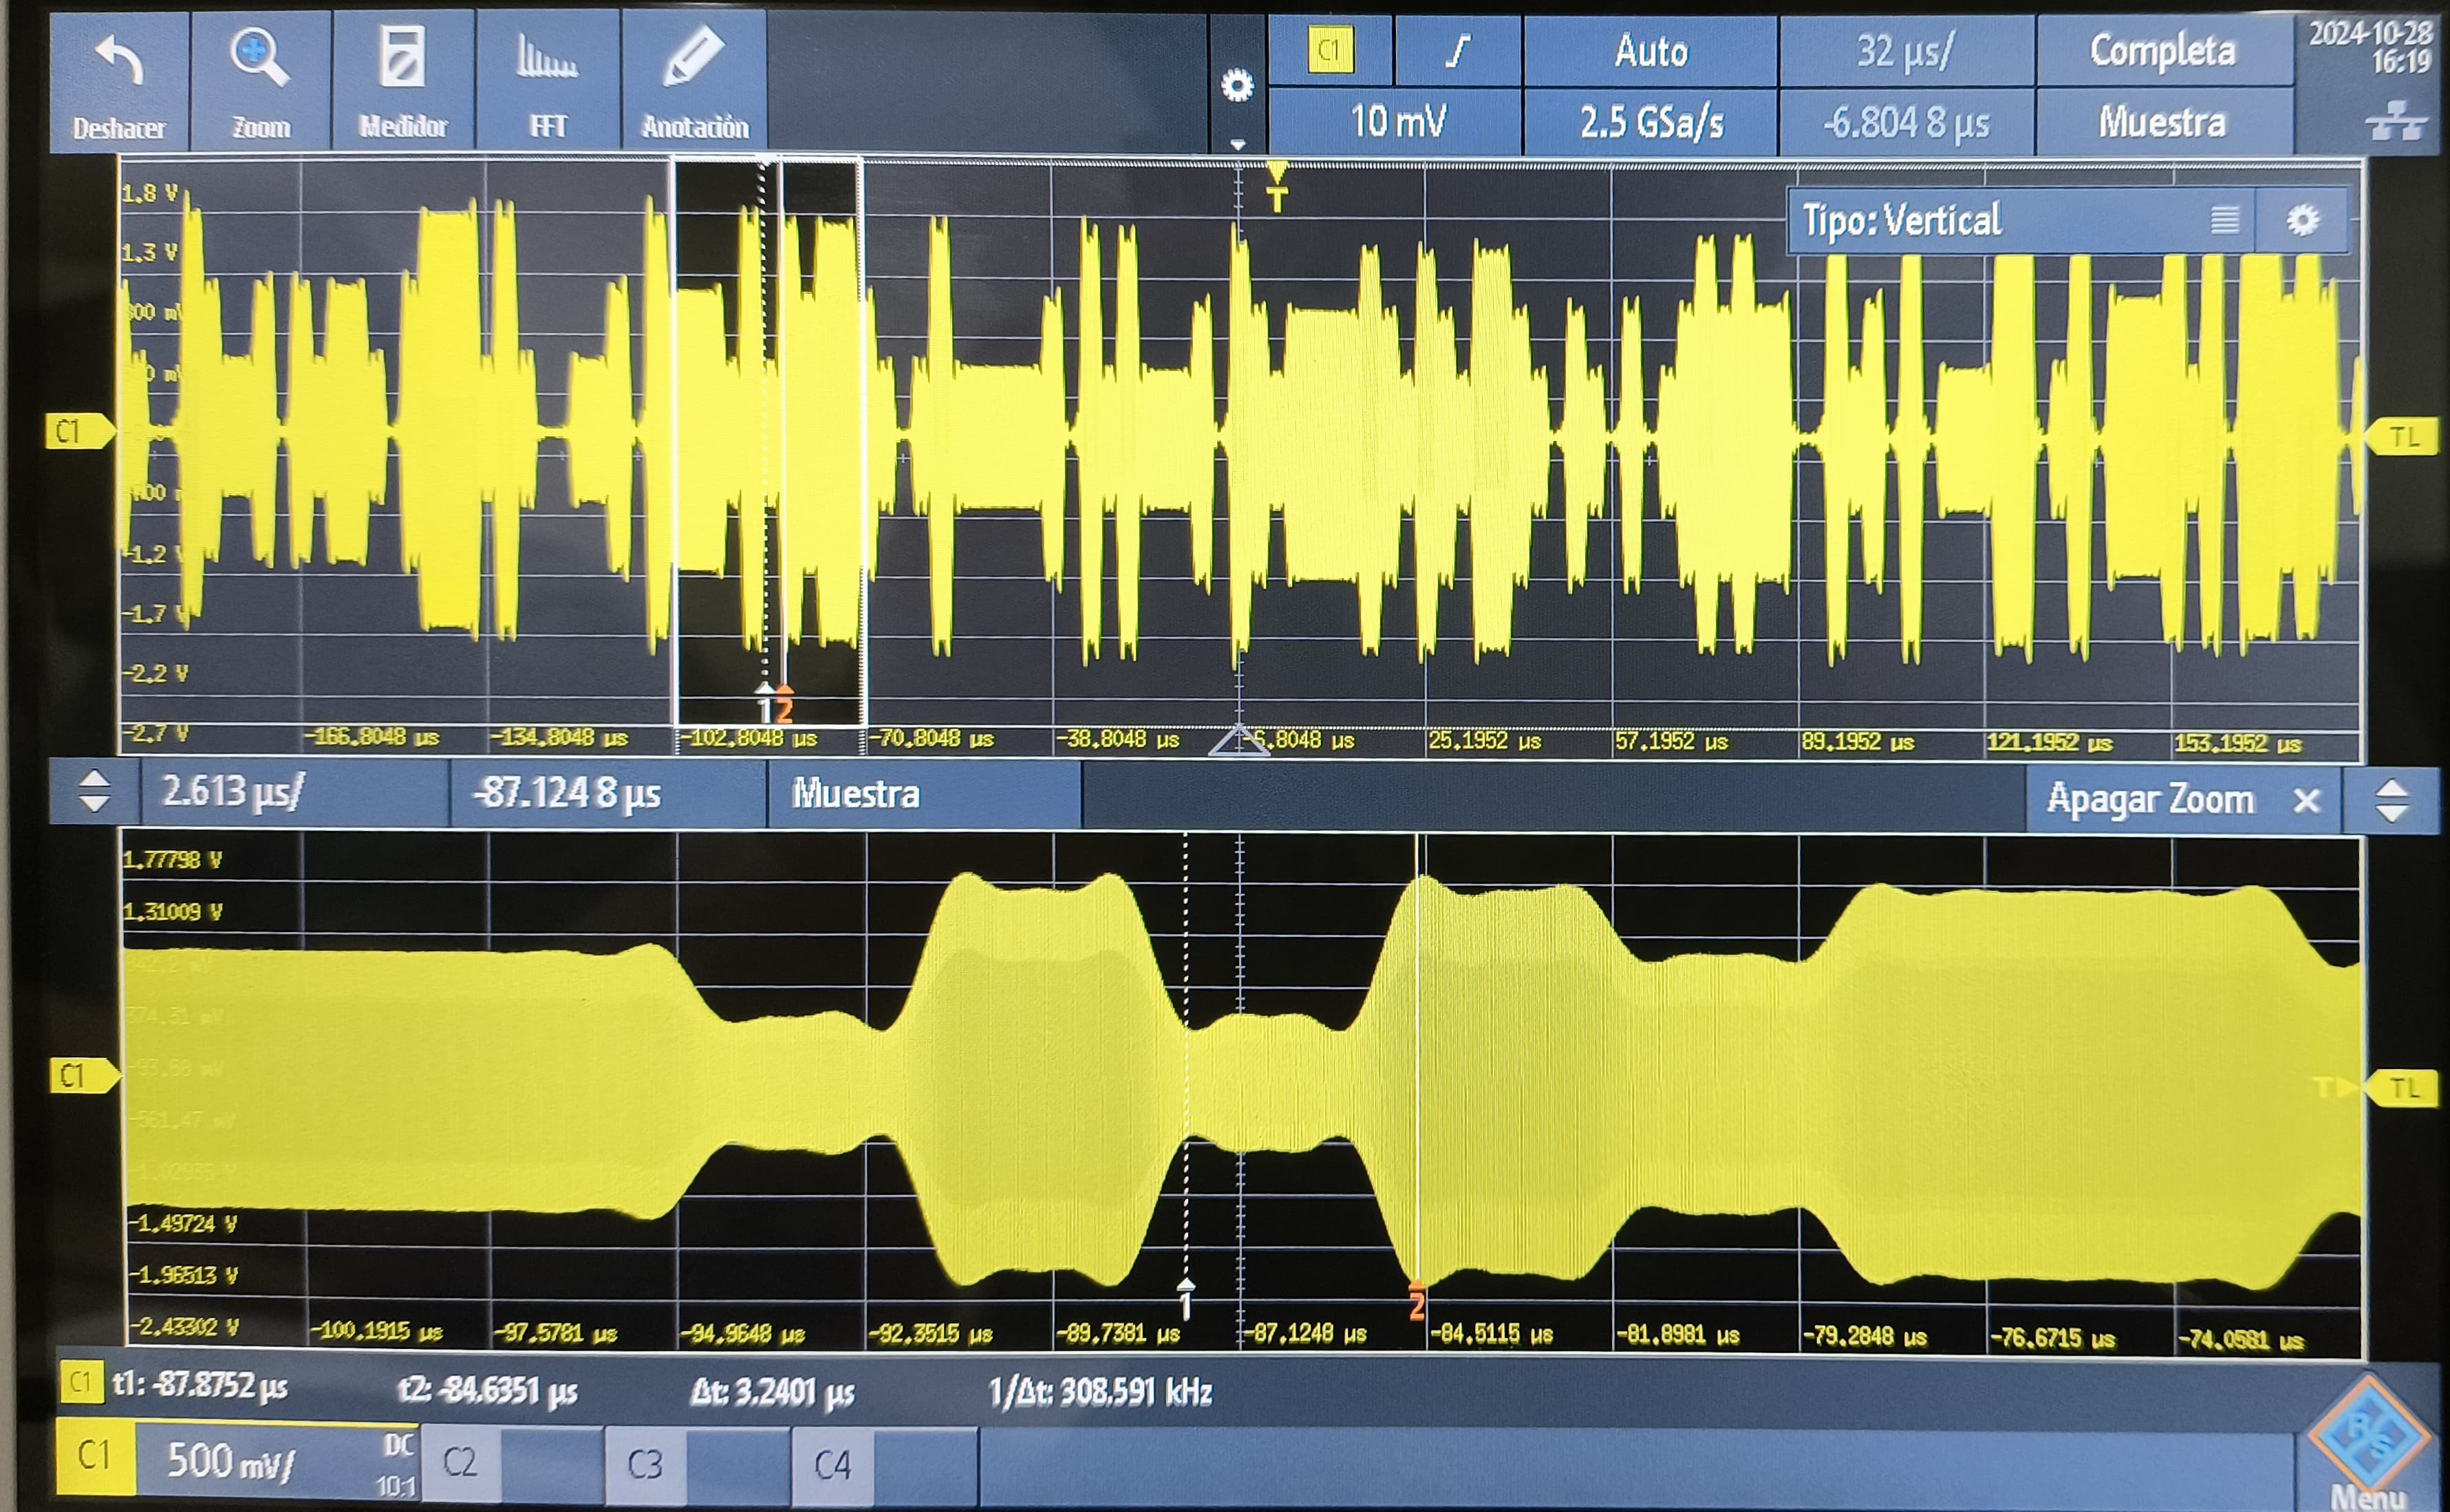 Deshacer
Zoom
Medidor
FFT
Anotación
C1
Auto
32 µs/
Completa
2024-10-28
16:19
10 mV
2.5 GSa/s
-6.804 8 µs
Muestra
T
Tipo: Vertical
1.8 V
1.3 V
-1.2 V
-1.7 V
-2.2 V
-2.7 V
C1
TL
1
2
-166.8048 µs
-134.8048 µs
-102.8048 µs
-70.8048 µs
-38.8048 µs
-6.8048 µs
25.1952 µs
57.1952 µs
89.1952 µs
121.1952 µs
153.1952 µs
2.613 µs/
-87.124 8 µs
Muestra
Apagar Zoom
1.77798 V
1.31009 V
374.31 mV
-93.58 mV
-561.47 mV
-1.02935 V
-1.49724 V
-1.96513 V
-2.43302 V
C1
T
TL
1
2
-100.1915 µs
-97.5781 µs
-94.9648 µs
-92.3515 µs
-89.7381 µs
-87.1248 µs
-84.5115 µs
-81.8981 µs
-79.2848 µs
-76.6715 µs
-74.0581 µs
C1 t1: -87.8752 µs t2: -84.6351 µs Δt: 3.2401 µs 1/Δt: 308.591 kHz
C1
500 mV/
DC
10:1
C2
C3
C4
R&S
Menu